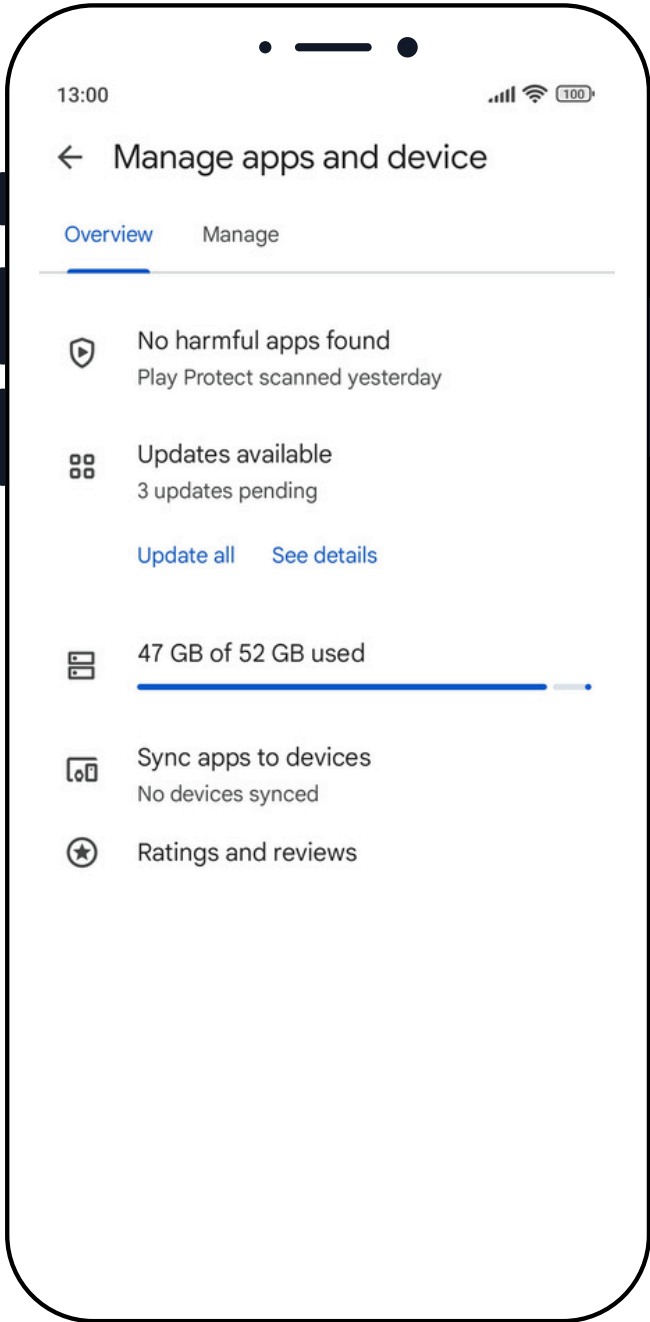 13:00
100
Manage apps and device
Overview Manage
No harmful apps found
Play Protect scanned yesterday
Updates available
3 updates pending
Update all See details
47 GB of 52 GB used
Sync apps to devices
No devices synced
Ratings and reviews